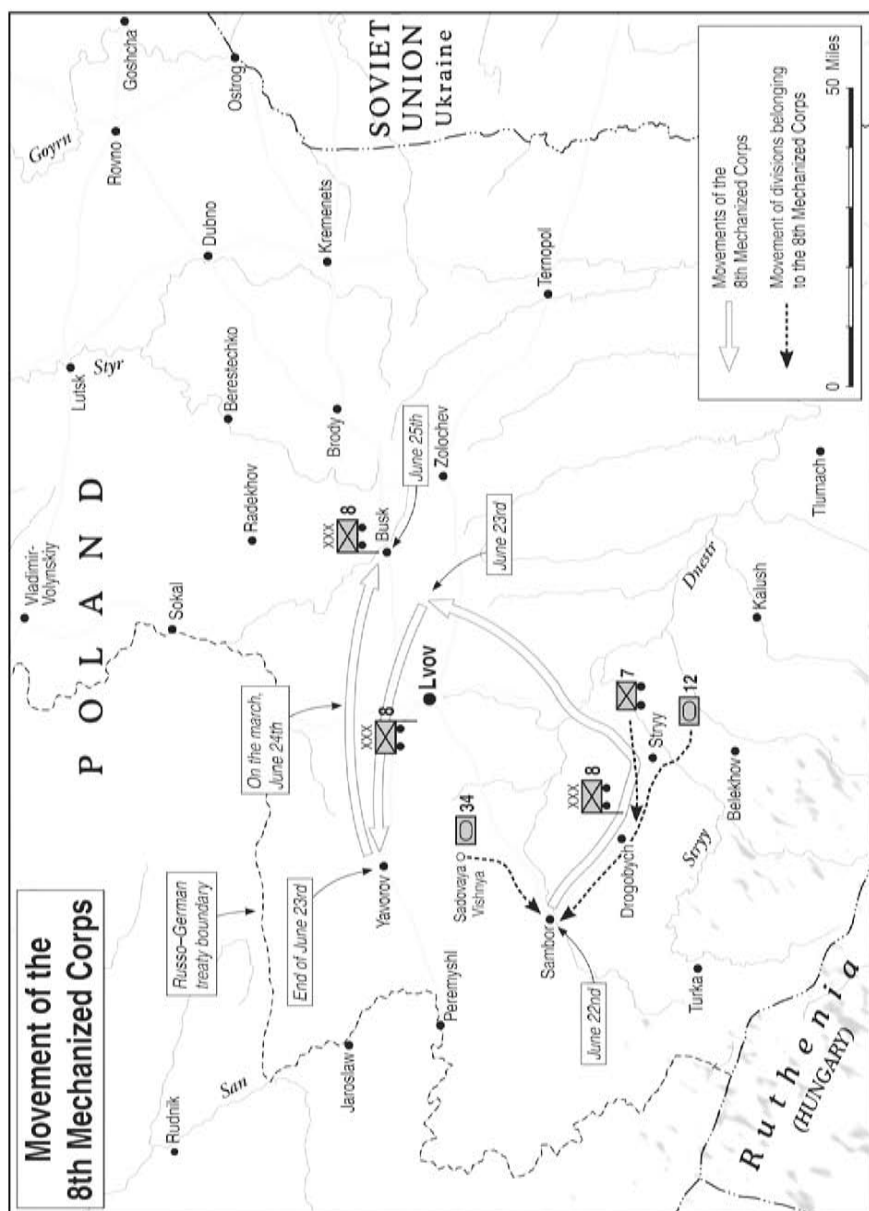 Movement of the
8th Mechanized Corps
POLAND
Vladimir-
Volynskiy
Lutsk
Styr
Rovno
Goyrn
Goshcha
Ostrog
Dubno
Sokal
Radekhov
Berestechko
Rudnik
San
Russo–German
treaty boundary
On the march,
June 24th
SOVIET
UNION
Ukraine
Kremenets
Brody
Jaroslaw
End of June 23rd
Yavorov
XXX
8
XXX
8
Busk
June 25th
Zolochev
Peremyshl
Lvov
June 23rd
Sadovaya
Vishnya
34
Ternopol
Sambor
June 22nd
XXX
8
Drogobych
7
Stryy
12
Dnestr
Turka
Stryy
Belekhov
Kalush
Tlumach
Ruthenia
(HUNGARY)
Movements of the
8th Mechanized Corps
Movement of divisions belonging
to the 8th Mechanized Corps
0
50 Miles